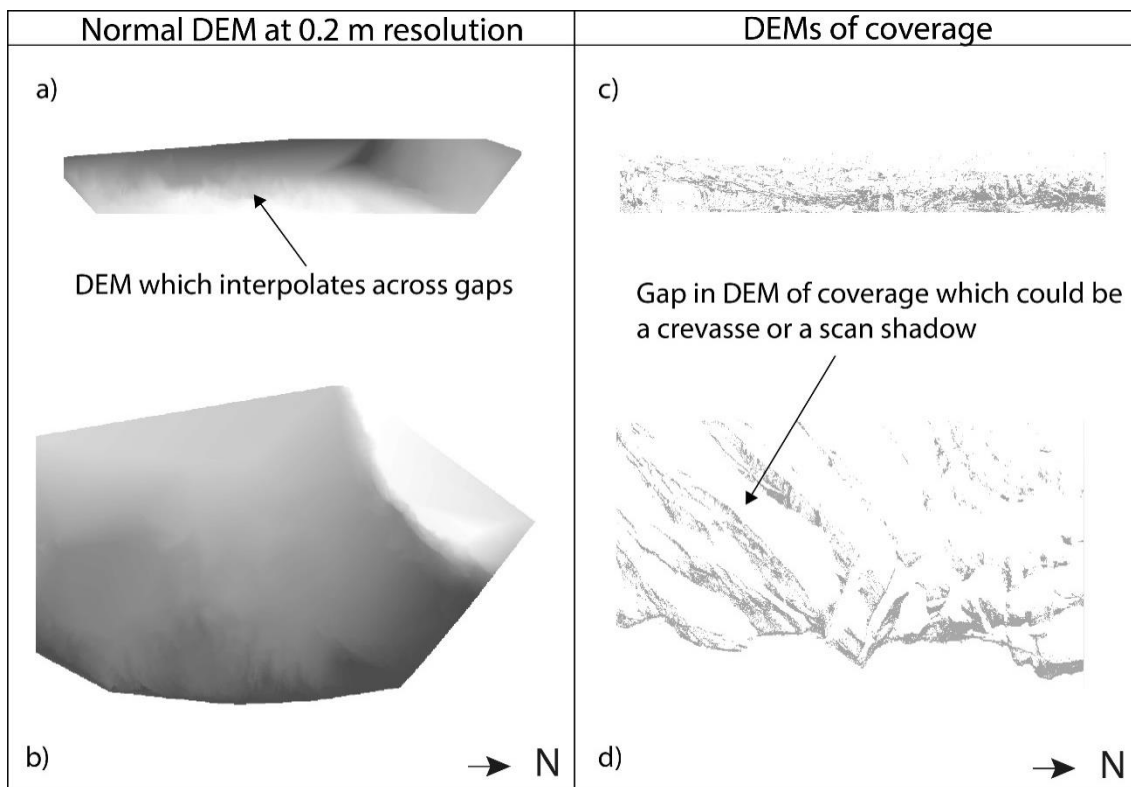 Normal DEM at 0.2 m resolution
DEMs of coverage
a)
c)
DEM which interpolates across gaps
Gap in DEM of coverage which could be
a crevasse or a scan shadow
b)
N
d)
N